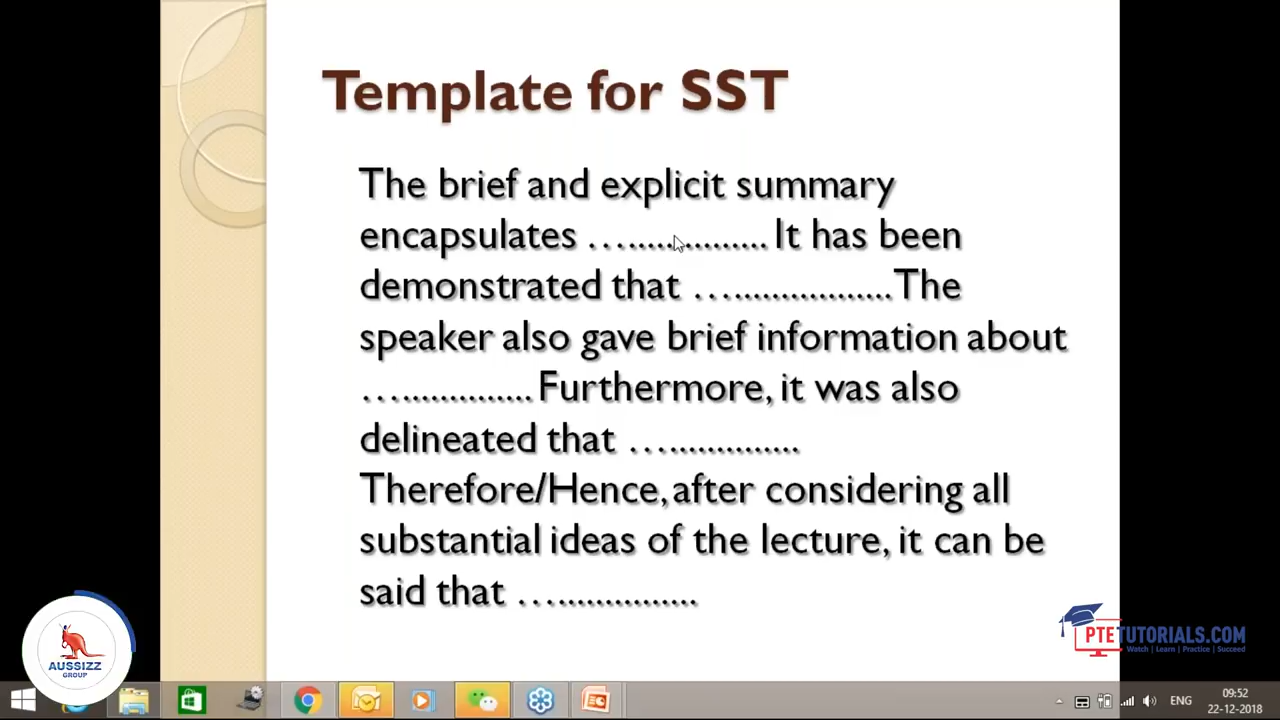 Template for SST
The brief and explicit summary
encapsulates …............... It has been
demonstrated that …..................The
speaker also gave brief information about
…...............Furthermore, it was also
delineated that …..............
Therefore/Hence, after considering all
substantial ideas of the lecture, it can be
said that ….................
AUSSIZZ
GROUP
PTETUTORIALS.COM
Watch | Learn | Practice | Succeed
ENG
09:52
22-12-2018